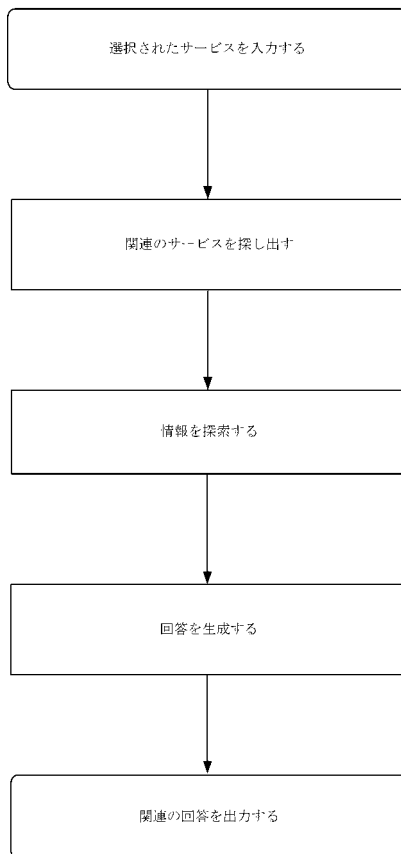 選択されたサービスを入力する
関連のサービスを探し出す
情報を探索する
回答を生成する
関連の回答を出力する